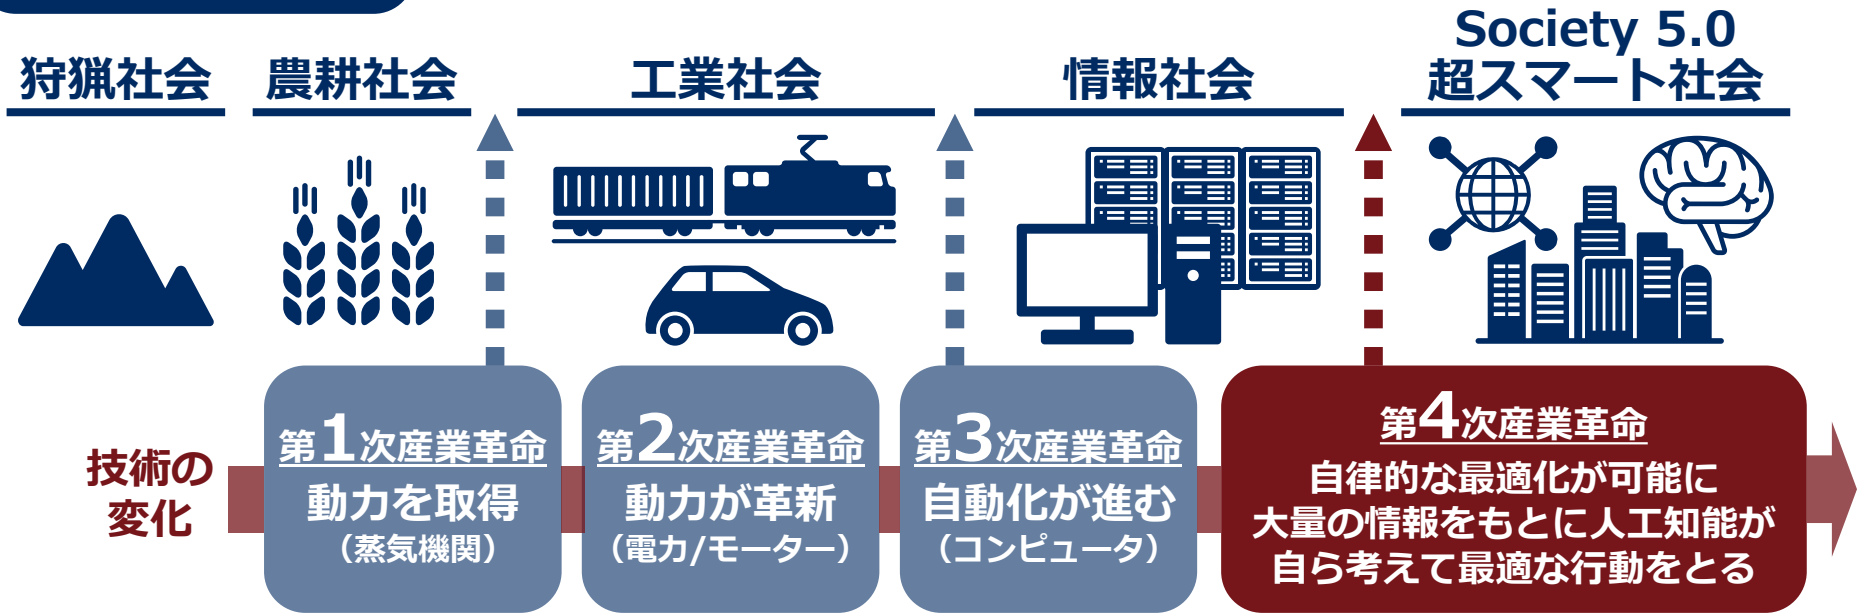 狩猟社会
農耕社会
工業社会
情報社会
Society 5.0
超スマート社会
技術の
変化
第1次産業革命
動力を取得
（蒸気機関）
第2次産業革命
動力が革新
（電力/モーター）
第3次産業革命
自動化が進む
（コンピュータ）
第4次産業革命
自律的な最適化が可能に
大量の情報をもとに人工知能が
自ら考えて最適な行動をとる